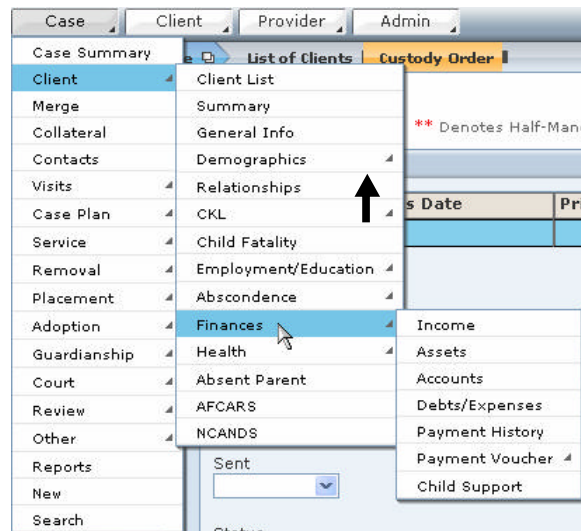 Case Client Provider Admin
Case Summary
List of Clients Custody Order
Client
Merge
Collateral
Contacts
Visits
Case Plan
Service
Removal
Placement
Adoption
Guardianship
Court
Review
Other
Reports
New
Search
Client List
Summary
General Info
Demographics
Relationships
CKL
Child Fatality
Employment/Education
Abscondence
Finances
Health
Absent Parent
AFCARS
NCANDS
Income
Assets
Accounts
Debts/Expenses
Payment History
Payment Voucher
Child Support
** Denotes Half-Man
s Date Pr
Sent